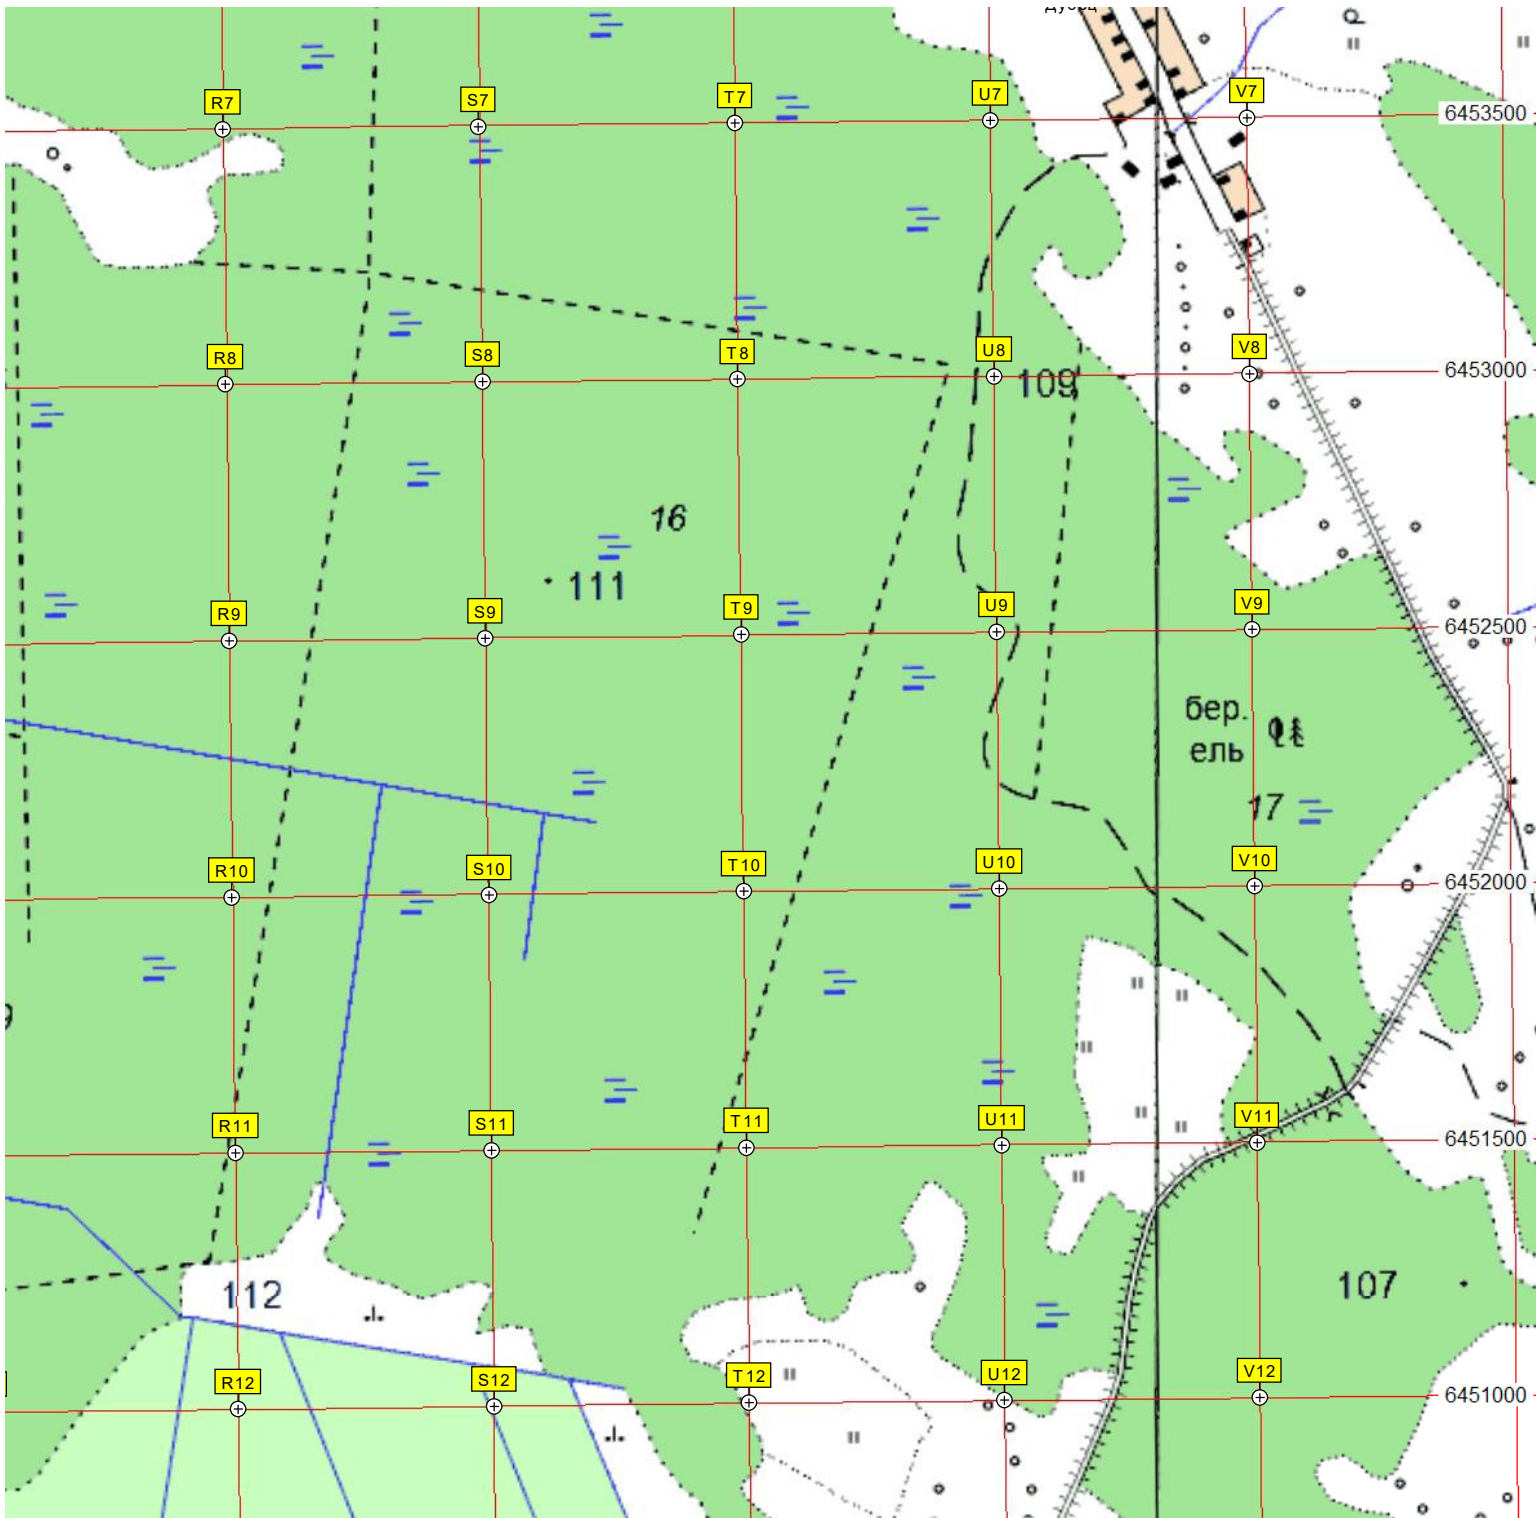 R7
S7
T7
U7
V7
6453500
R8
S8
T8
U8
V8
109
6453000
16
111
R9
S9
T9
U9
V9
6452500
бер.
ель
17
R10
S10
T10
U10
V10
6452000
R11
S11
T11
U11
V11
6451500
112
107
R12
S12
T12
U12
V12
6451000